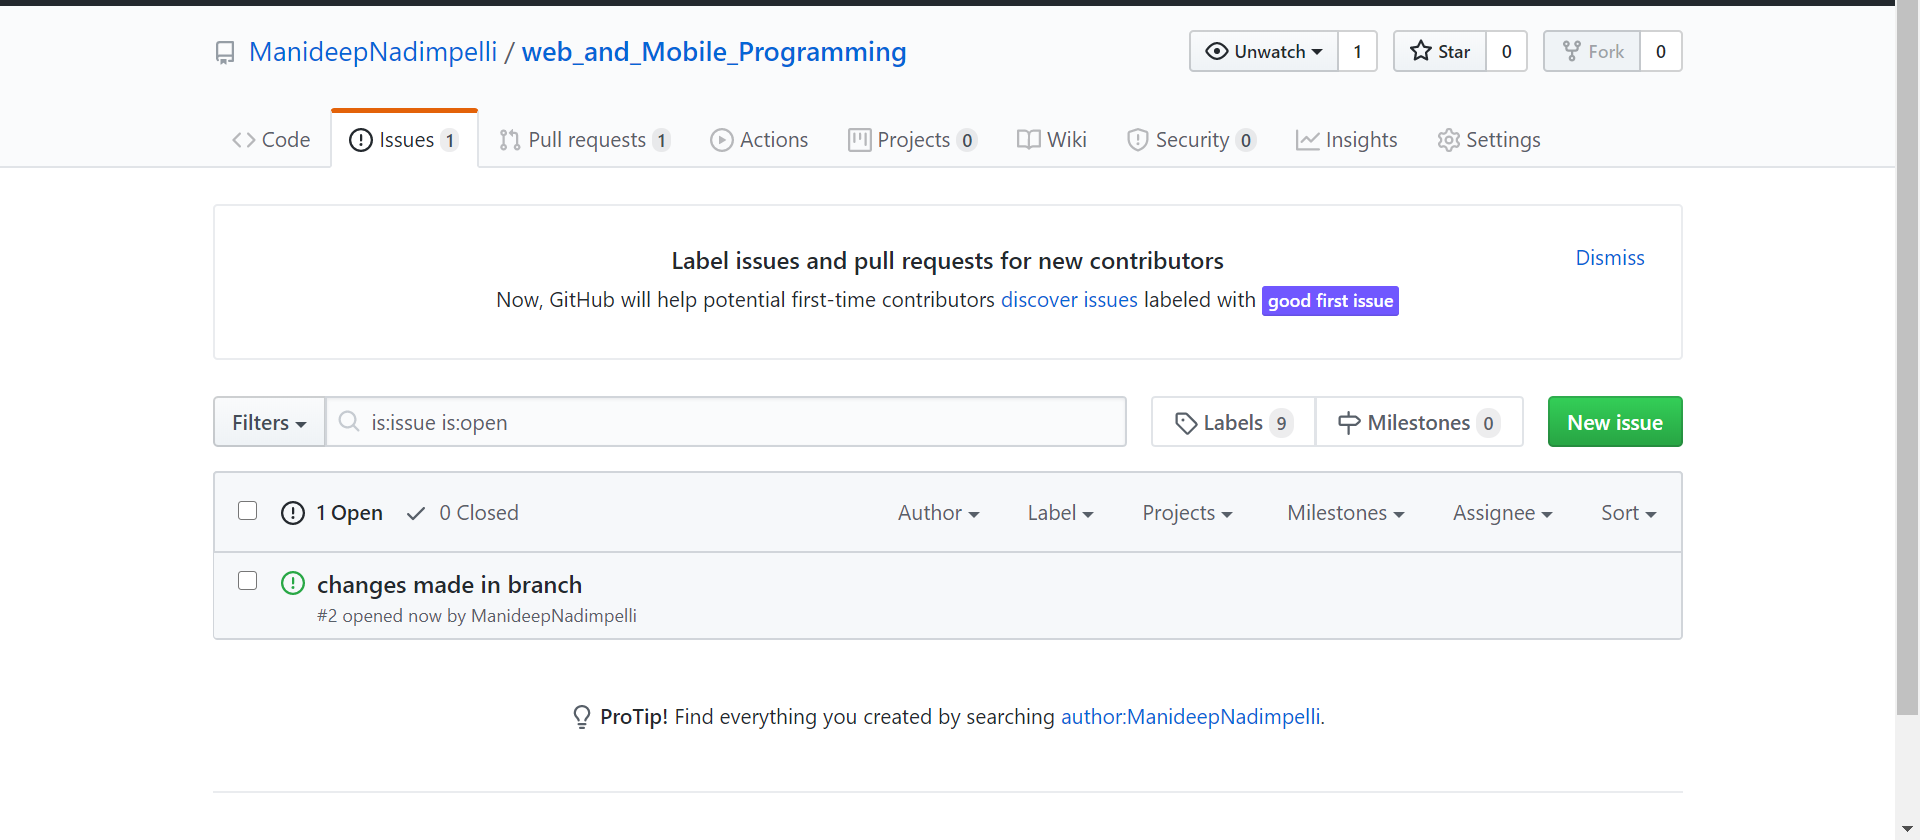 ManideepNadimpelli / web_and_Mobile_Programming
Unwatch 1 Star 0 Fork 0
Code Issues 1 Pull requests 1 Actions Projects 0 Wiki Security 0 Insights Settings
Label issues and pull requests for new contributors
Dismiss
Now, GitHub will help potential first-time contributors discover issues labeled with good first issue
Filters is:issue is:open Labels 9 Milestones 0 New issue
1 Open 0 Closed Author Label Projects Milestones Assignee Sort
changes made in branch
#2 opened now by ManideepNadimpelli
ProTip! Find everything you created by searching author:ManideepNadimpelli.